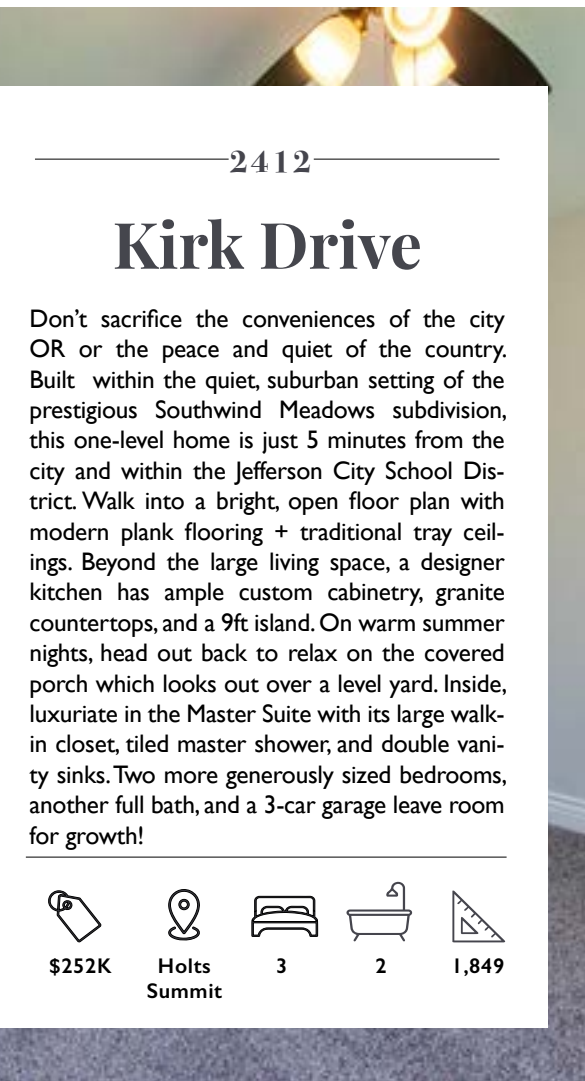 2412
Kirk Drive
Don't sacrifice the conveniences of the city
OR or the peace and quiet of the country.
Built within the quiet, suburban setting of the
prestigious Southwind Meadows subdivision,
this one-level home is just 5 minutes from the
city and within the Jefferson City School Dis-
trict. Walk into a bright, open floor plan with
modern plank flooring + traditional tray ceil-
ings. Beyond the large living space, a designer
kitchen has ample custom cabinetry, granite
countertops, and a 9ft island. On warm summer
nights, head out back to relax on the covered
porch which looks out over a level yard. Inside,
luxuriate in the Master Suite with its large walk-
in closet, tiled master shower, and double vani-
ty sinks. Two more generously sized bedrooms,
another full bath, and a 3-car garage leave room
for growth!
$252K
Holts
Summit
3
2
1,849